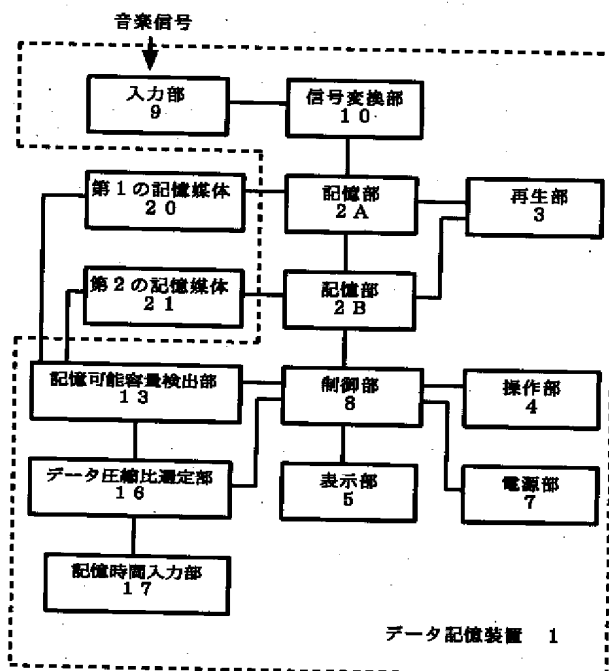 音楽信号
入力部
9
信号変換部
10
第1の記憶媒体
20
記憶部
2A
再生部
3
第2の記憶媒体
21
記憶部
2B
記憶可能容量検出部
13
制御部
8
操作部
4
データ圧縮比選定部
16
表示部
5
電源部
7
記憶時間入力部
17
データ記憶装置 1